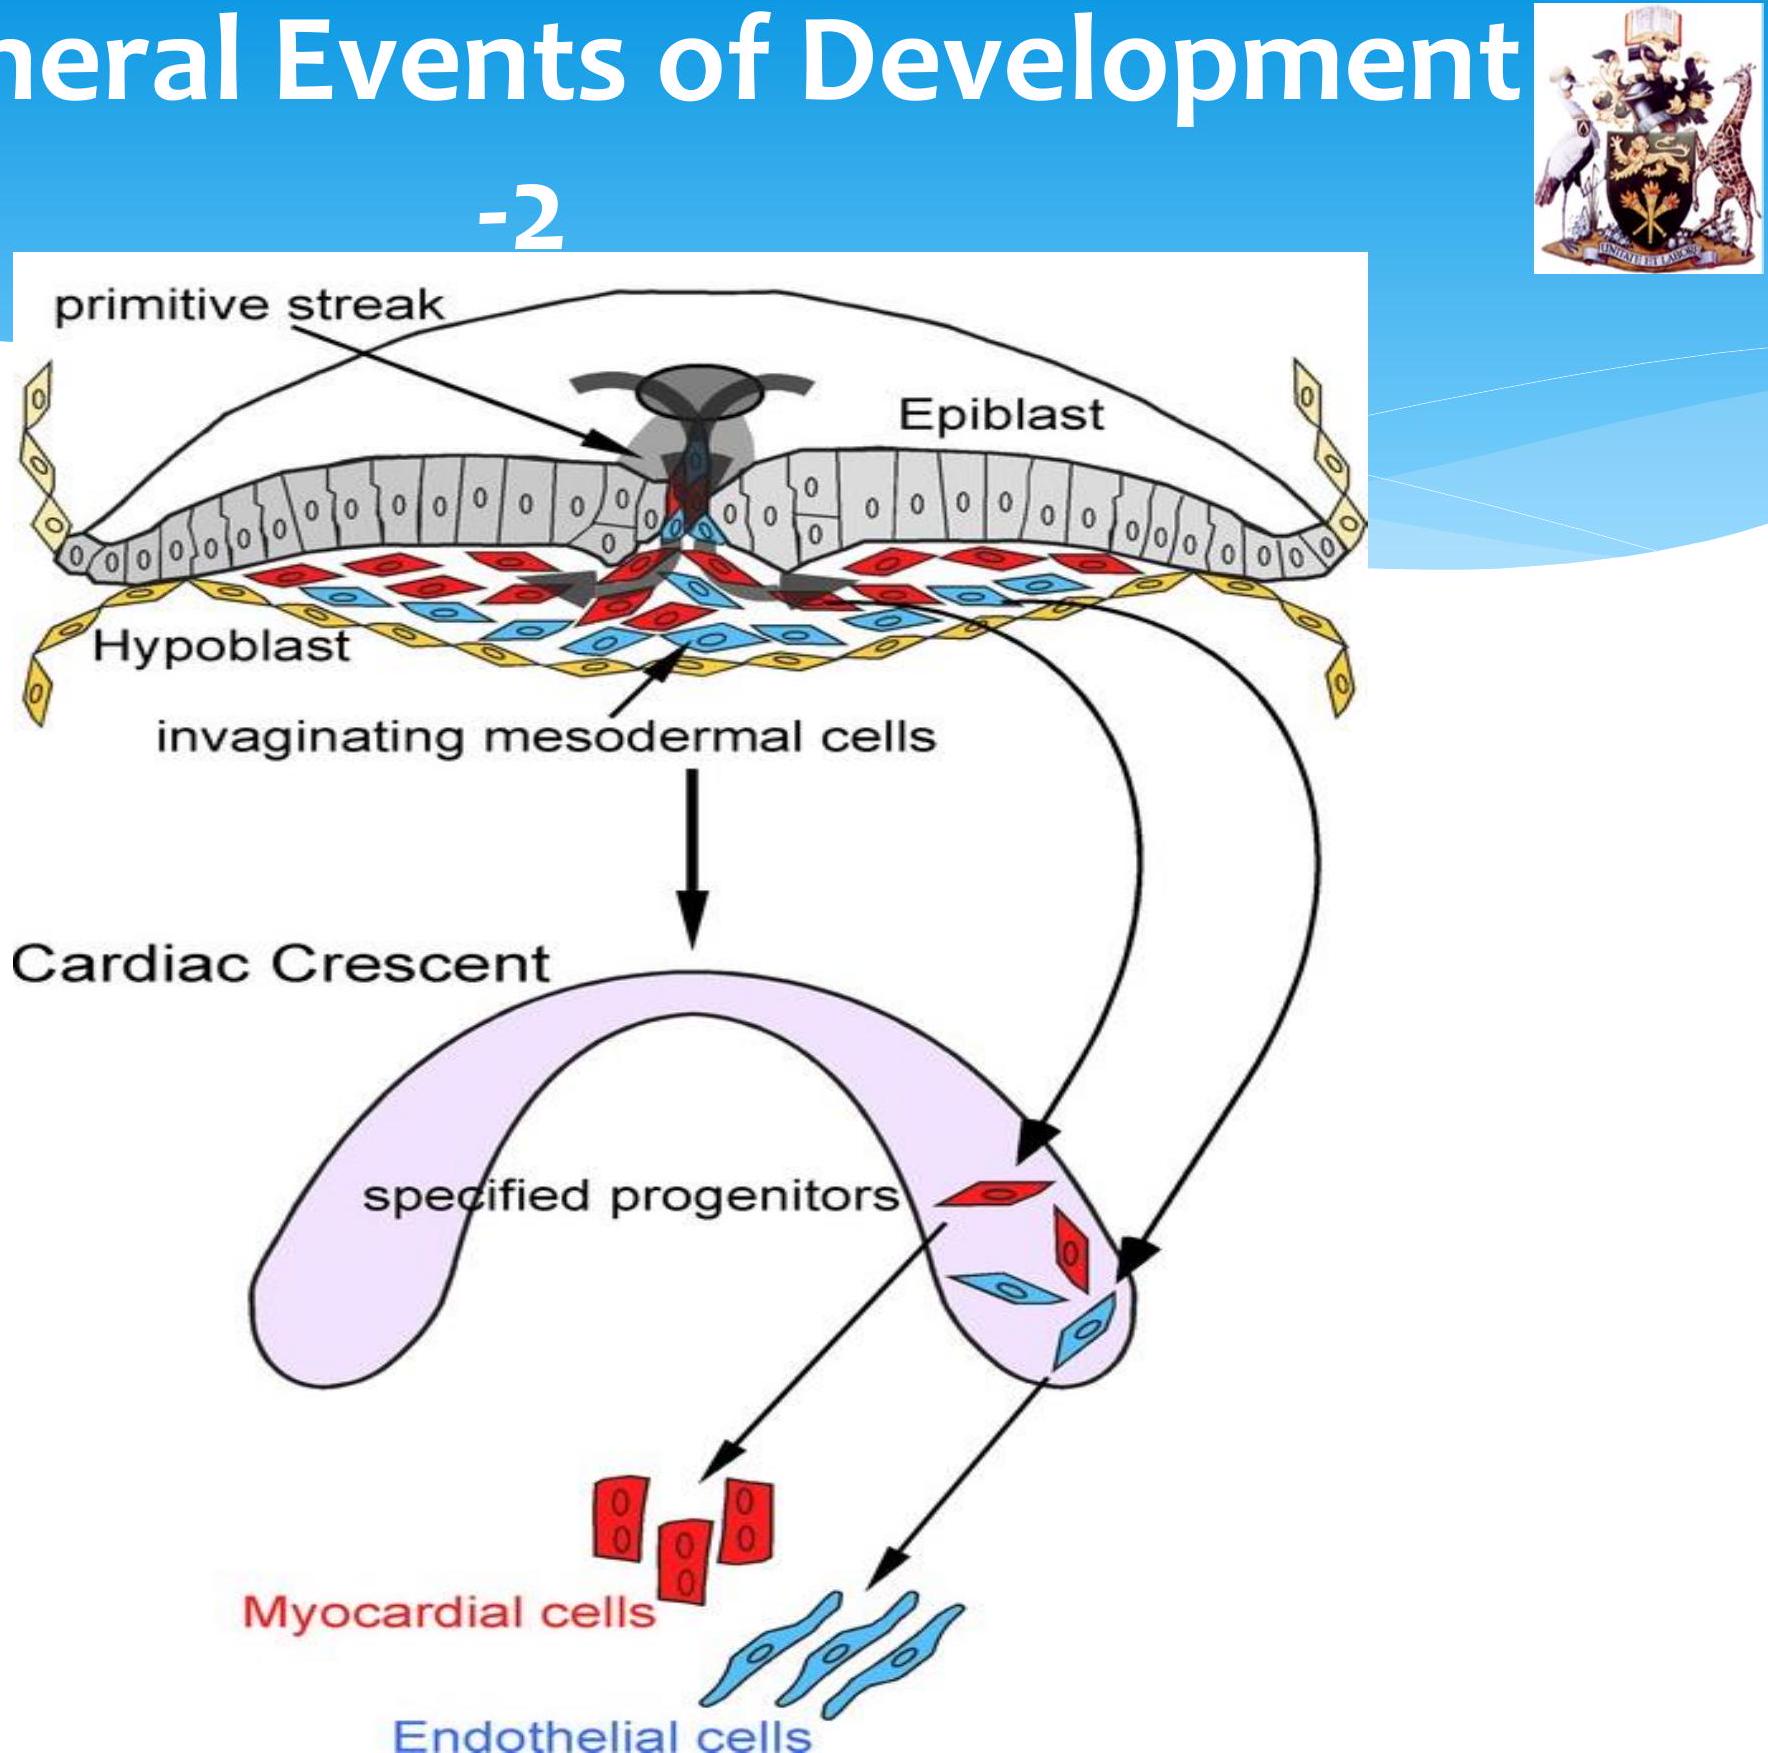 neral Events of Development
-2
primitive streak
Epiblast
Hypoblast
invaginating mesodermal cells
Cardiac Crescent
specified progenitors
Myocardial cells
Endothelial cells
UNITATE ET LABORE